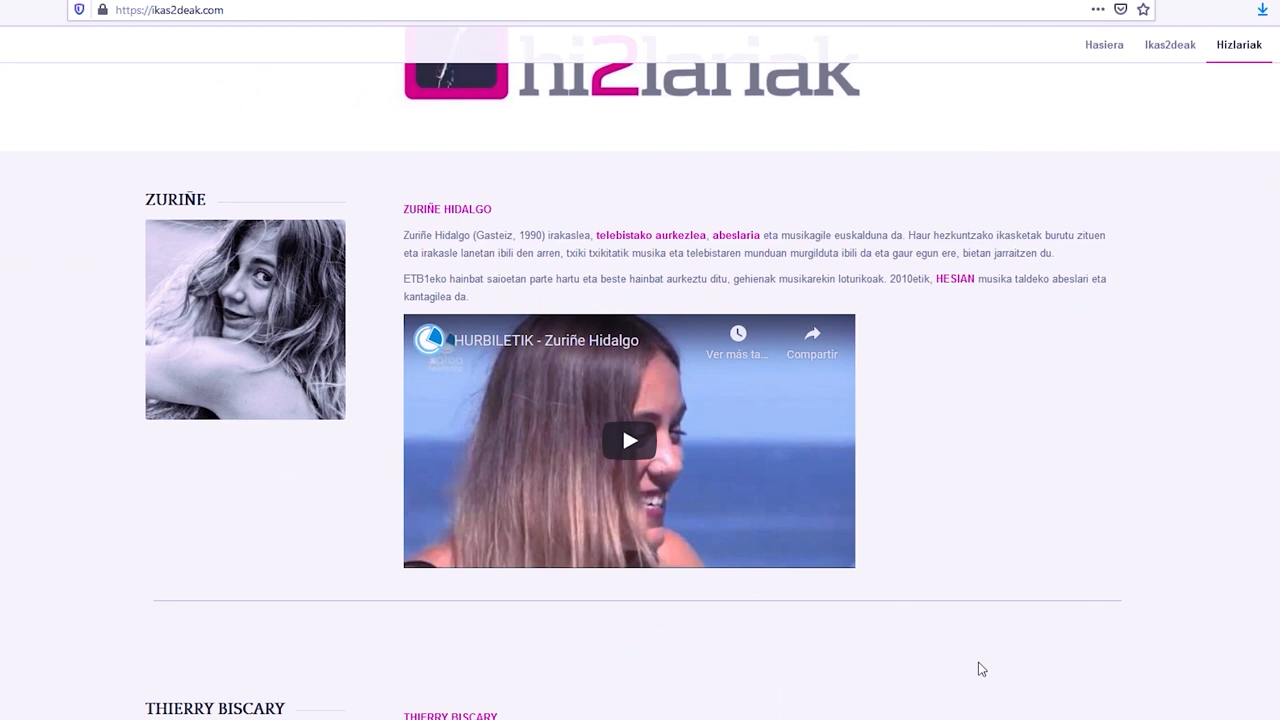 https://ikas2deak.com
Hasiera Ikas2deak Hizlariak
hi2lariak
ZURIÑE
ZURIÑE HIDALGO
Zuriñe Hidalgo (Gasteiz, 1990) irakaslea, telebistako aurkezlea, abeslaria eta musikagile euskalduna da. Haur hezkuntzako ikasketak burutu zituen
eta irakasle lanetan ibili den arren, txiki txikitatik musika eta telebistaren munduan murgilduta ibili da eta gaur egun ere, bietan jarraitzen du.
ETB1eko hainbat saioetan parte hartu eta beste hainbat aurkeztu ditu, gehienak musikarekin loturikoak. 2010etik, HESIAN musika taldeko abeslari eta
kantagilea da.
HURBILETIK - Zuriñe Hidalgo
Ver más ta...
Compartir
THIERRY BISCARY
THIERRY BISCARY